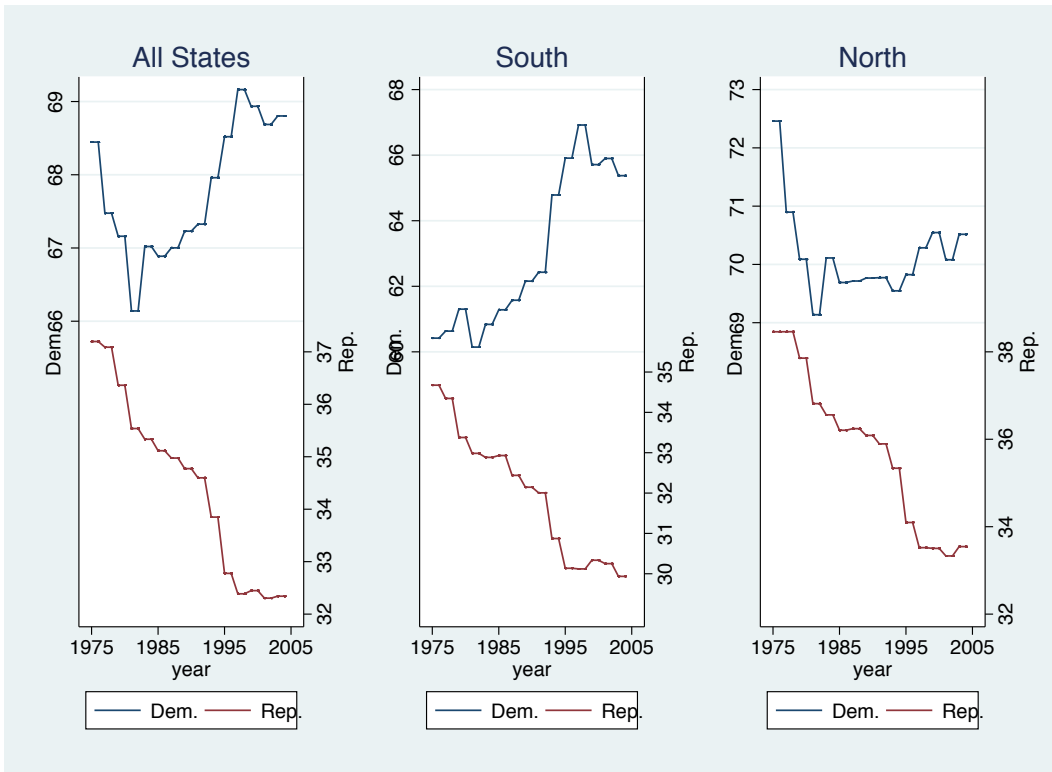 All States
69
68
67
66
Dem.
37
36
35
34
33
32
Rep.
1975 1985 1995 2005
year
Dem. Rep.
South
68
66
64
62
60
Dem.
35
34
33
32
31
30
Rep.
1975 1985 1995 2005
year
Dem. Rep.
North
73
72
71
70
69
Dem.
38
36
34
32
Rep.
1975 1985 1995 2005
year
Dem. Rep.